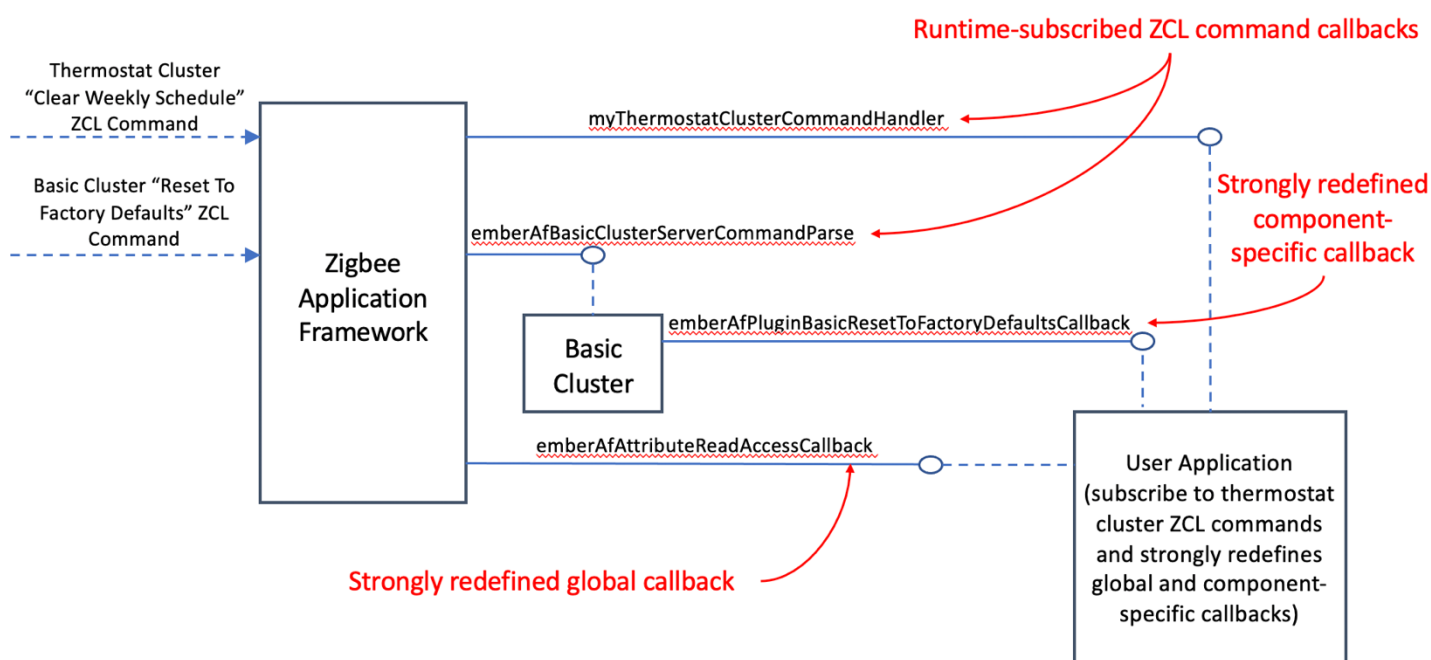 Runtime-subscribed ZCL command callbacks
Thermostat Cluster
“Clear Weekly Schedule”
ZCL Command
myThermostatClusterCommandHandler
Basic Cluster “Reset To
Factory Defaults” ZCL
Command
Strongly redefined
component-
specific callback
emberAfBasicClusterServerCommandParse
Zigbee
Application
Framework
emberAfPluginBasicResetToFactoryDefaultsCallback
Basic
Cluster
emberAfAttributeReadAccessCallback
User Application
(subscribe to thermostat
cluster ZCL commands
and strongly redefines
global and component-
specific callbacks)
Strongly redefined global callback